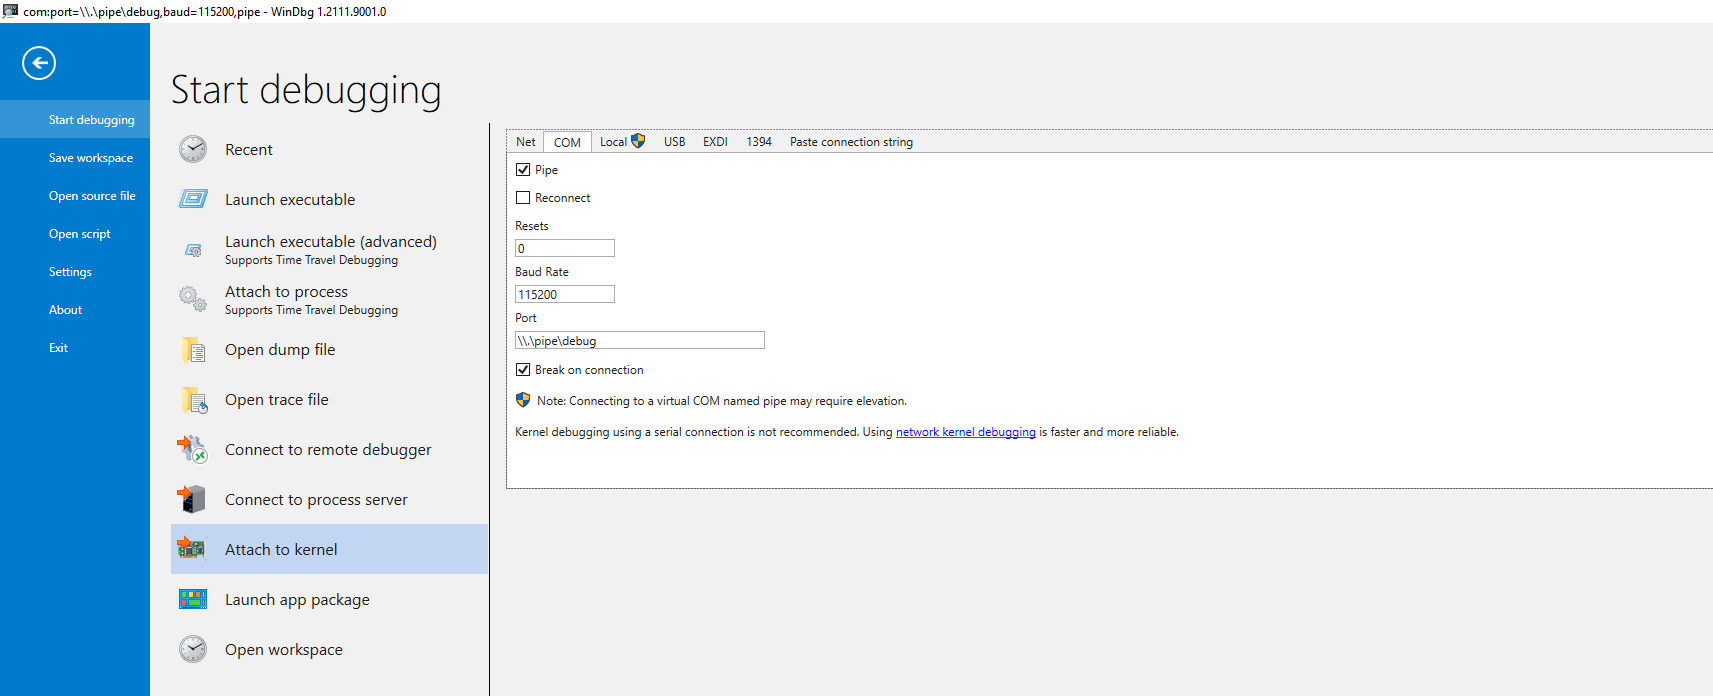 com:port=\\.\pipe\debug,baud=115200,pipe - WinDbg 1.2111.9001.0
Start debugging
Save workspace
Open source file
Open script
Settings
About
Exit
Start debugging
Recent
Launch executable
Launch executable (advanced)
Supports Time Travel Debugging
Attach to process
Supports Time Travel Debugging
Open dump file
Open trace file
Connect to remote debugger
Connect to process server
Attach to kernel
Launch app package
Open workspace
Net COM Local USB EXDI 1394 Paste connection string
Pipe
Reconnect
Resets
0
Baud Rate
115200
Port
\\.\pipe\debug
Break on connection
Note: Connecting to a virtual COM named pipe may require elevation.
Kernel debugging using a serial connection is not recommended. Using network kernel debugging is faster and more reliable.